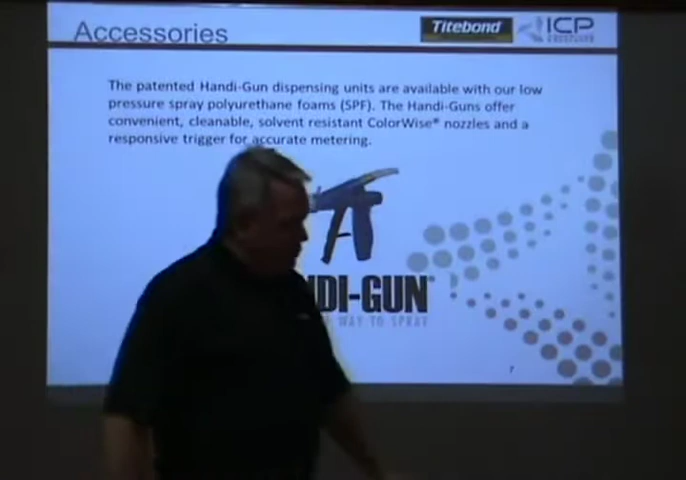 Accessories
Titebond
ICP
The patented Handi-Gun dispensing units are available with our low
pressure spray polyurethane foams (SPF). The Handi-Guns offer
convenient, cleanable, solvent resistant ColorWise® nozzles and a
responsive trigger for accurate metering.
DI-GUN®
WAY TO SPRAY
7